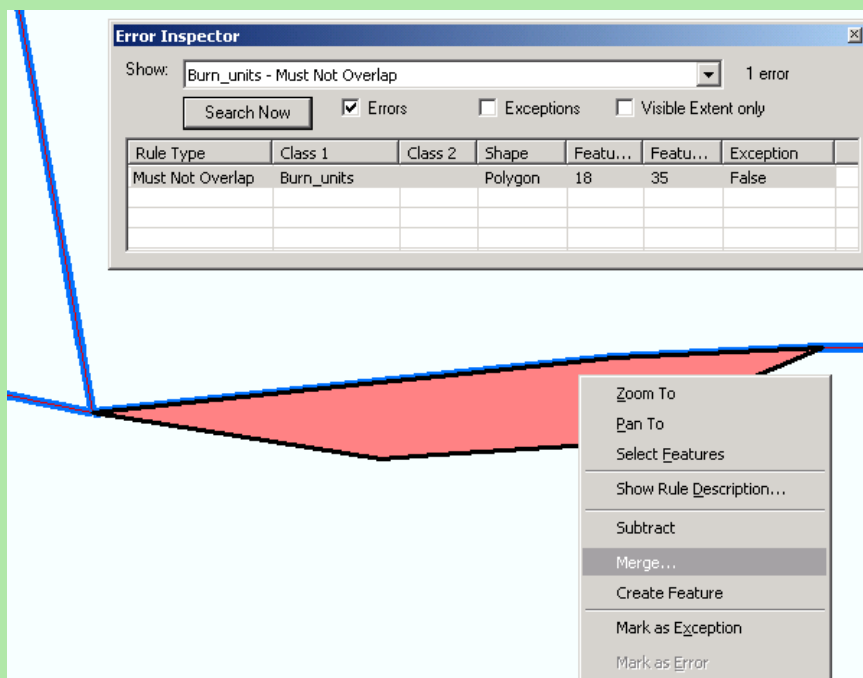 Error Inspector
Show: Burn_units - Must Not Overlap 1 error
Search Now Errors Exceptions Visible Extent only
Rule Type Class 1 Class 2 Shape Featu... Featu... Exception
Must Not Overlap Burn_units Polygon 18 35 False
Zoom To
Pan To
Select Features
Show Rule Description...
Subtract
Merge...
Create Feature
Mark as Exception
Mark as Error